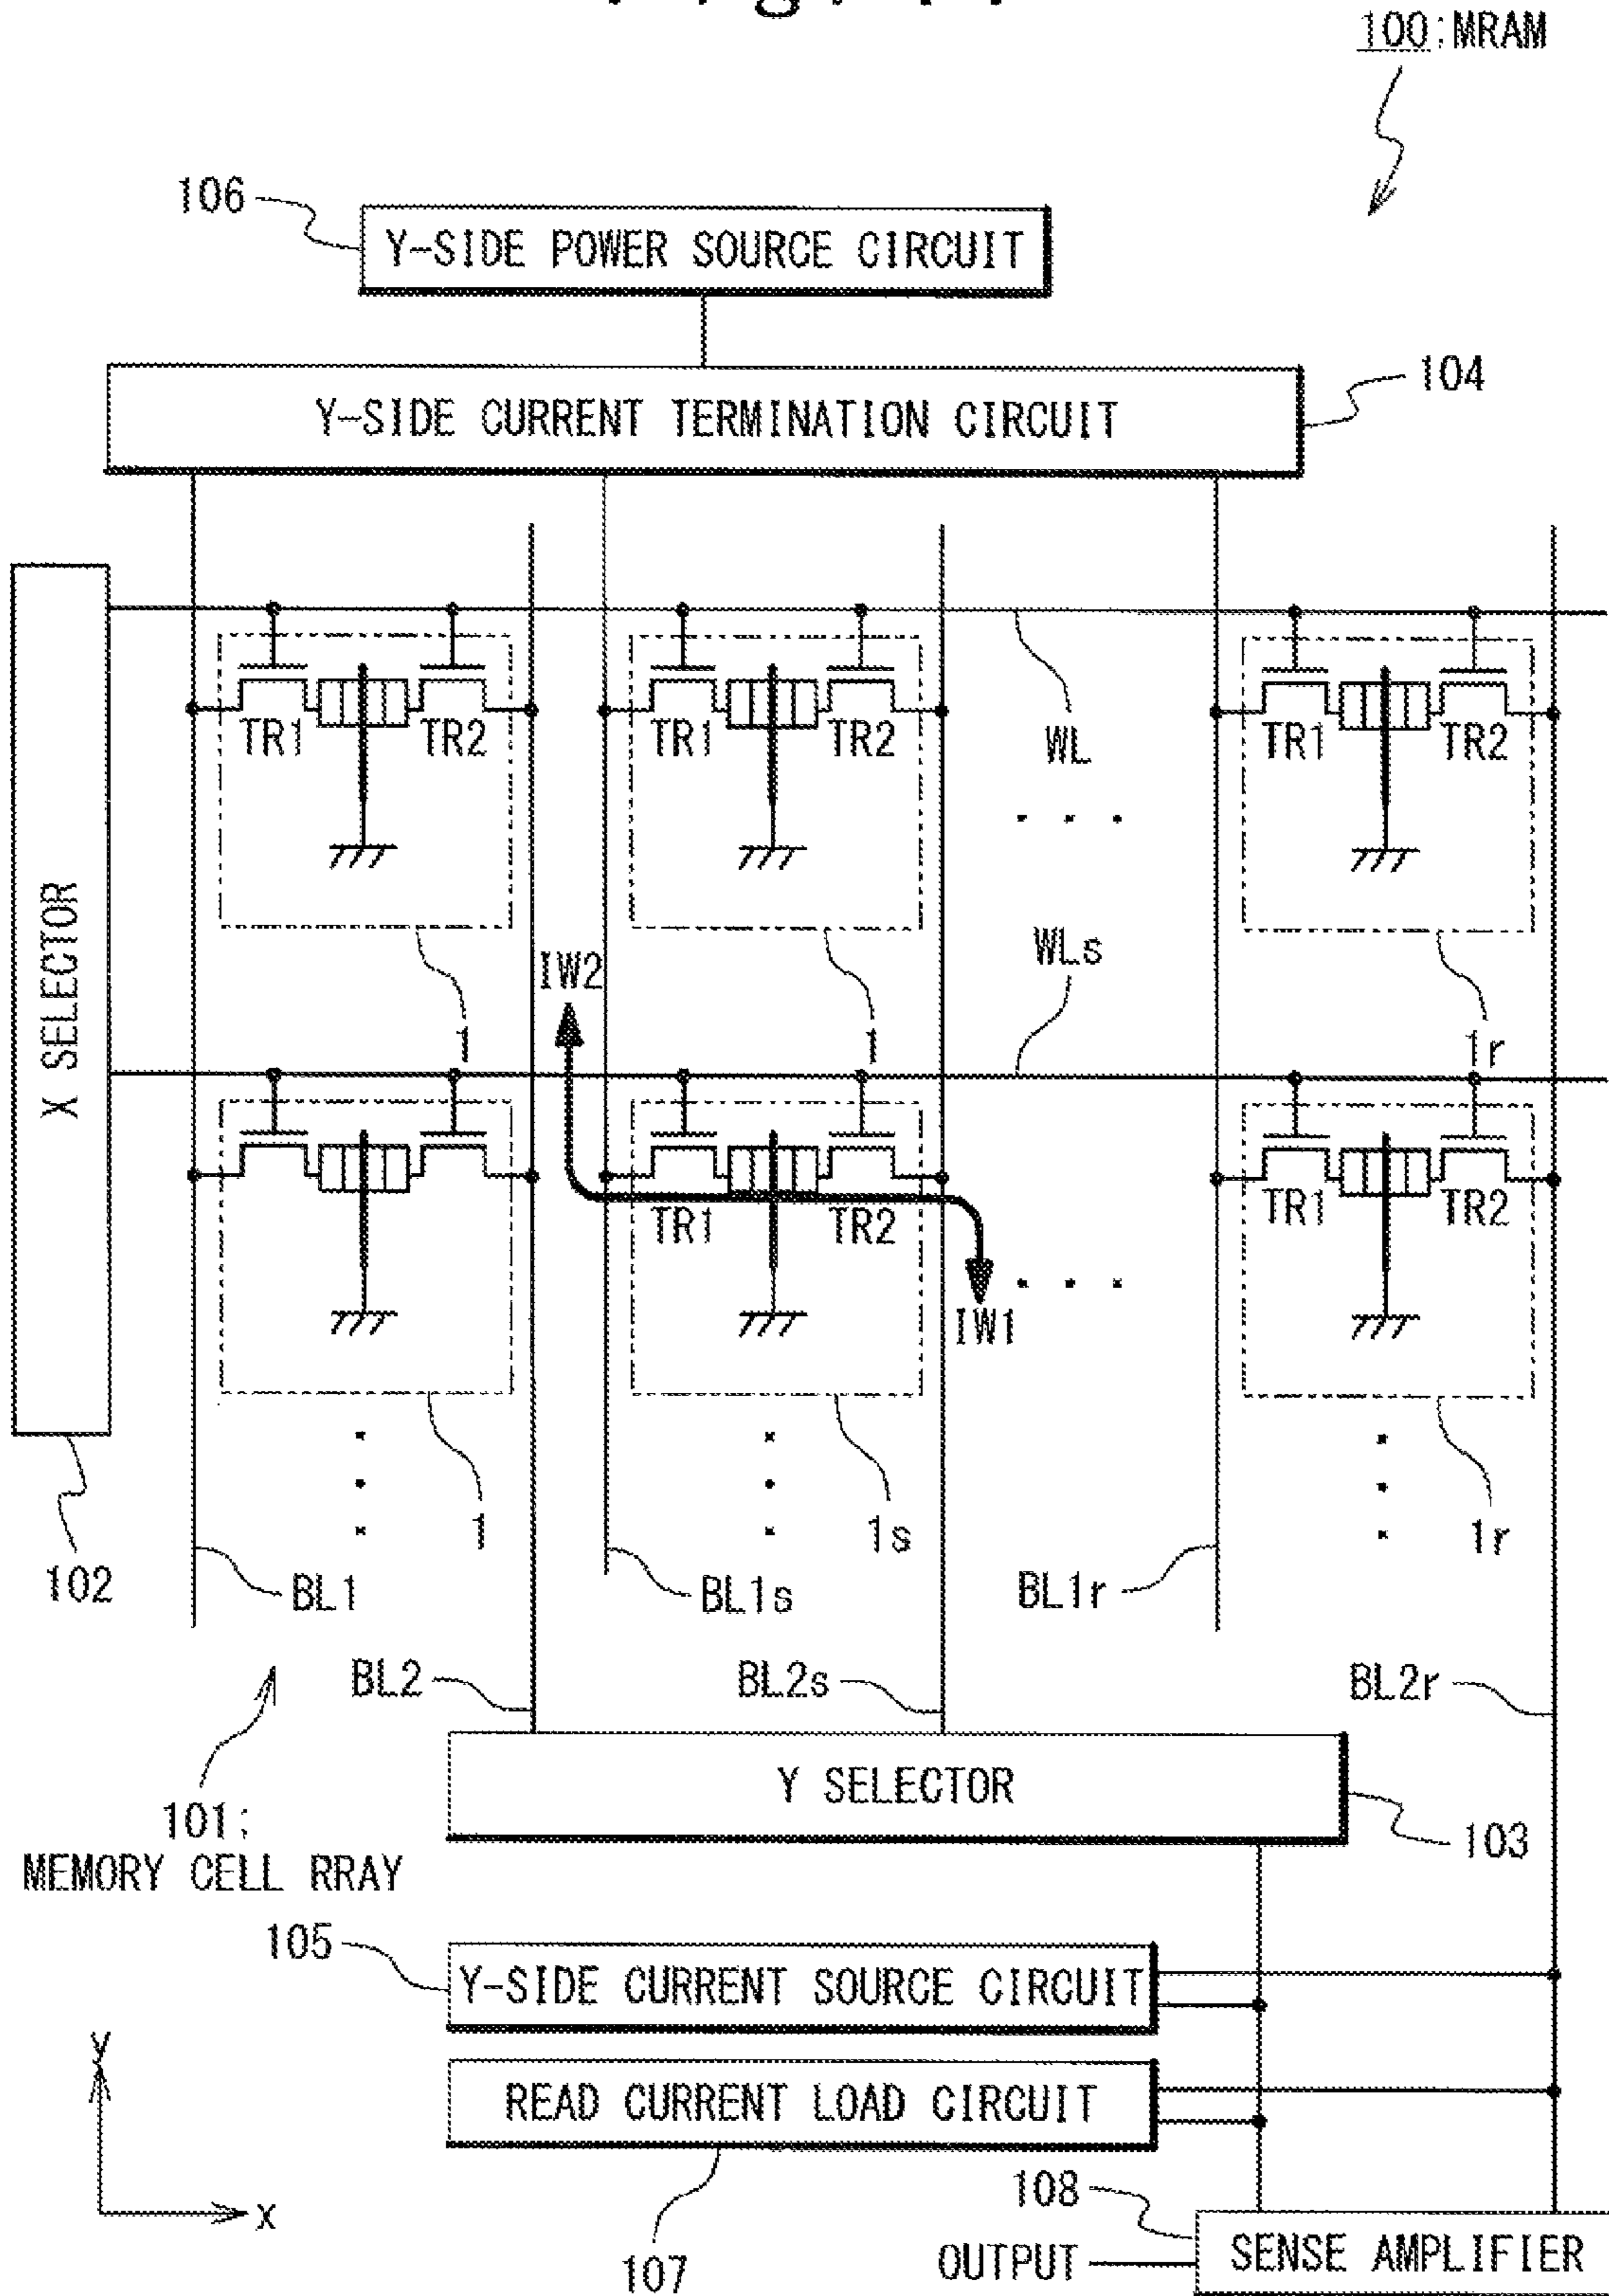 100:MRAM
106
Y-SIDE POWER SOURCE CIRCUIT
104
Y-SIDE CURRENT TERMINATION CIRCUIT
TR1 TR2 TR1 TR2 WL TR1 TR2
X SELECTOR
IW2 WLs
1 1 1r
TR1 TR2 TR1 TR2
IW1
1 1s 1r
102 BL1 BL1s BL1r
BL2 BL2s BL2r
Y SELECTOR
101;
MEMORY CELL RRAY
103
105
Y-SIDE CURRENT SOURCE CIRCUIT
y
READ CURRENT LOAD CIRCUIT
x
108
107
OUTPUT
SENSE AMPLIFIER